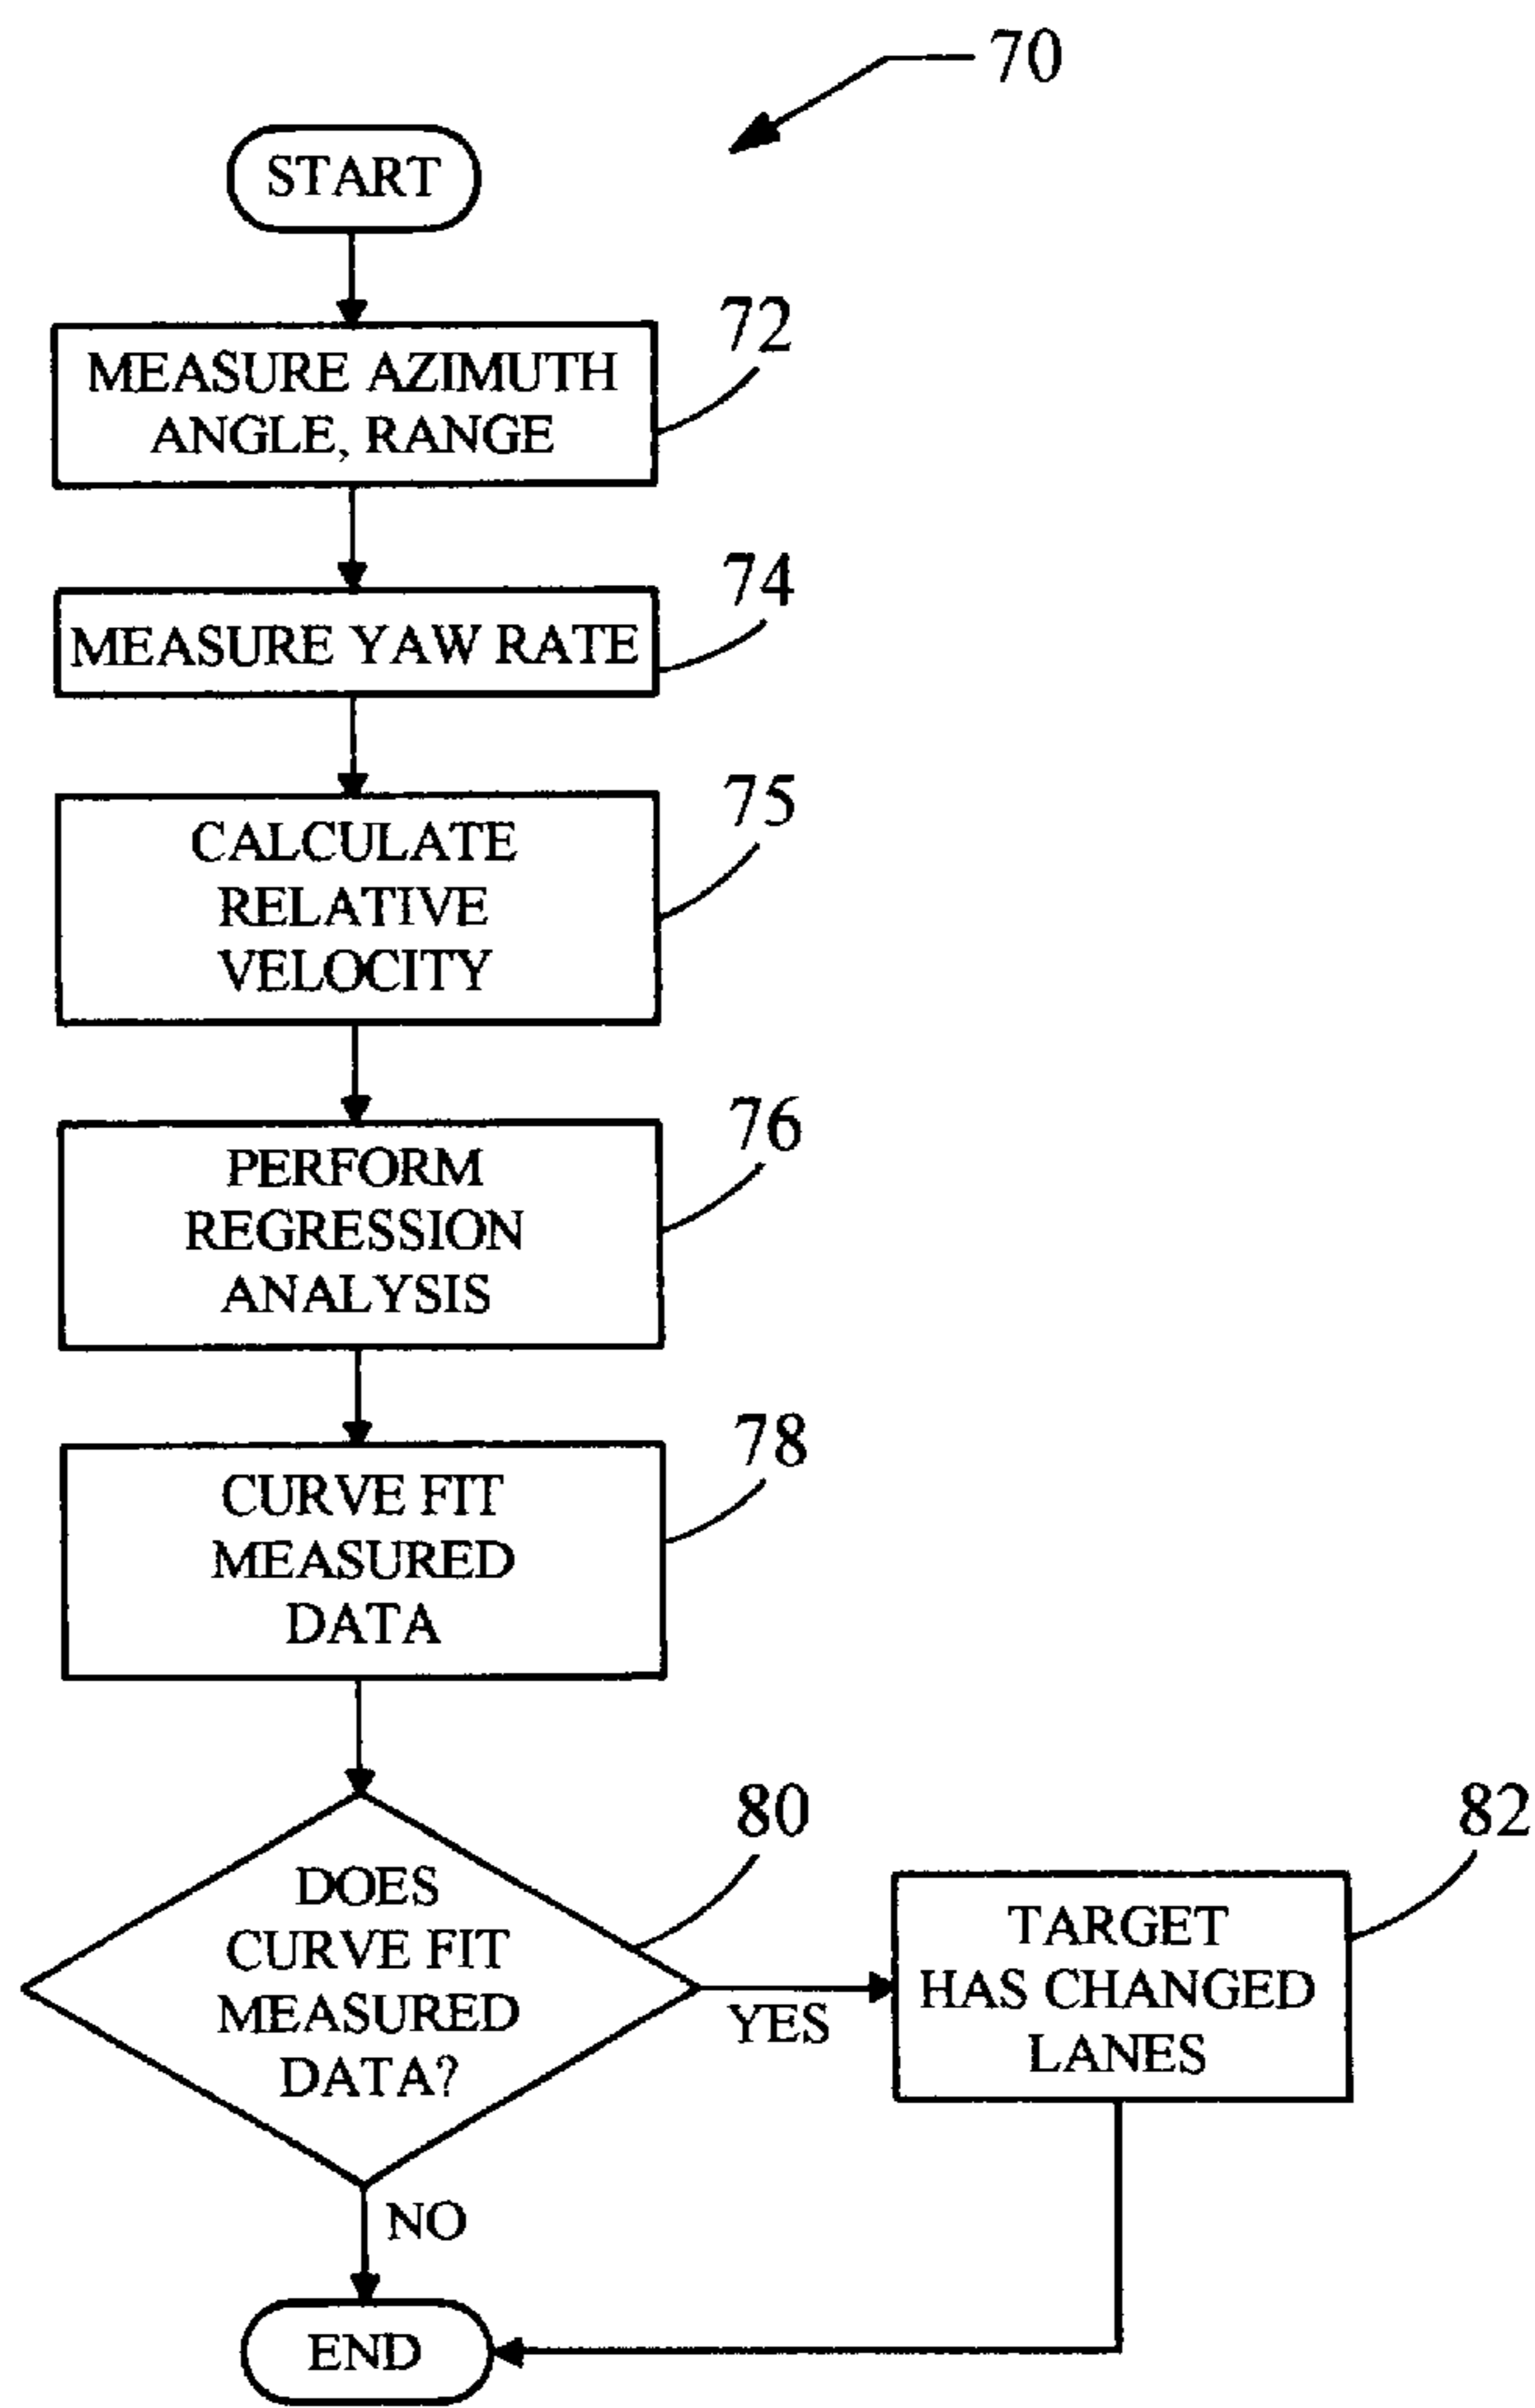 70
START
72
MEASURE AZIMUTH
ANGLE, RANGE
74
MEASURE YAW RATE
75
CALCULATE
RELATIVE
VELOCITY
76
PERFORM
REGRESSION
ANALYSIS
78
CURVE FIT
MEASURED
DATA
80
DOES
CURVE FIT
MEASURED
DATA?
YES
82
TARGET
HAS CHANGED
LANES
NO
END